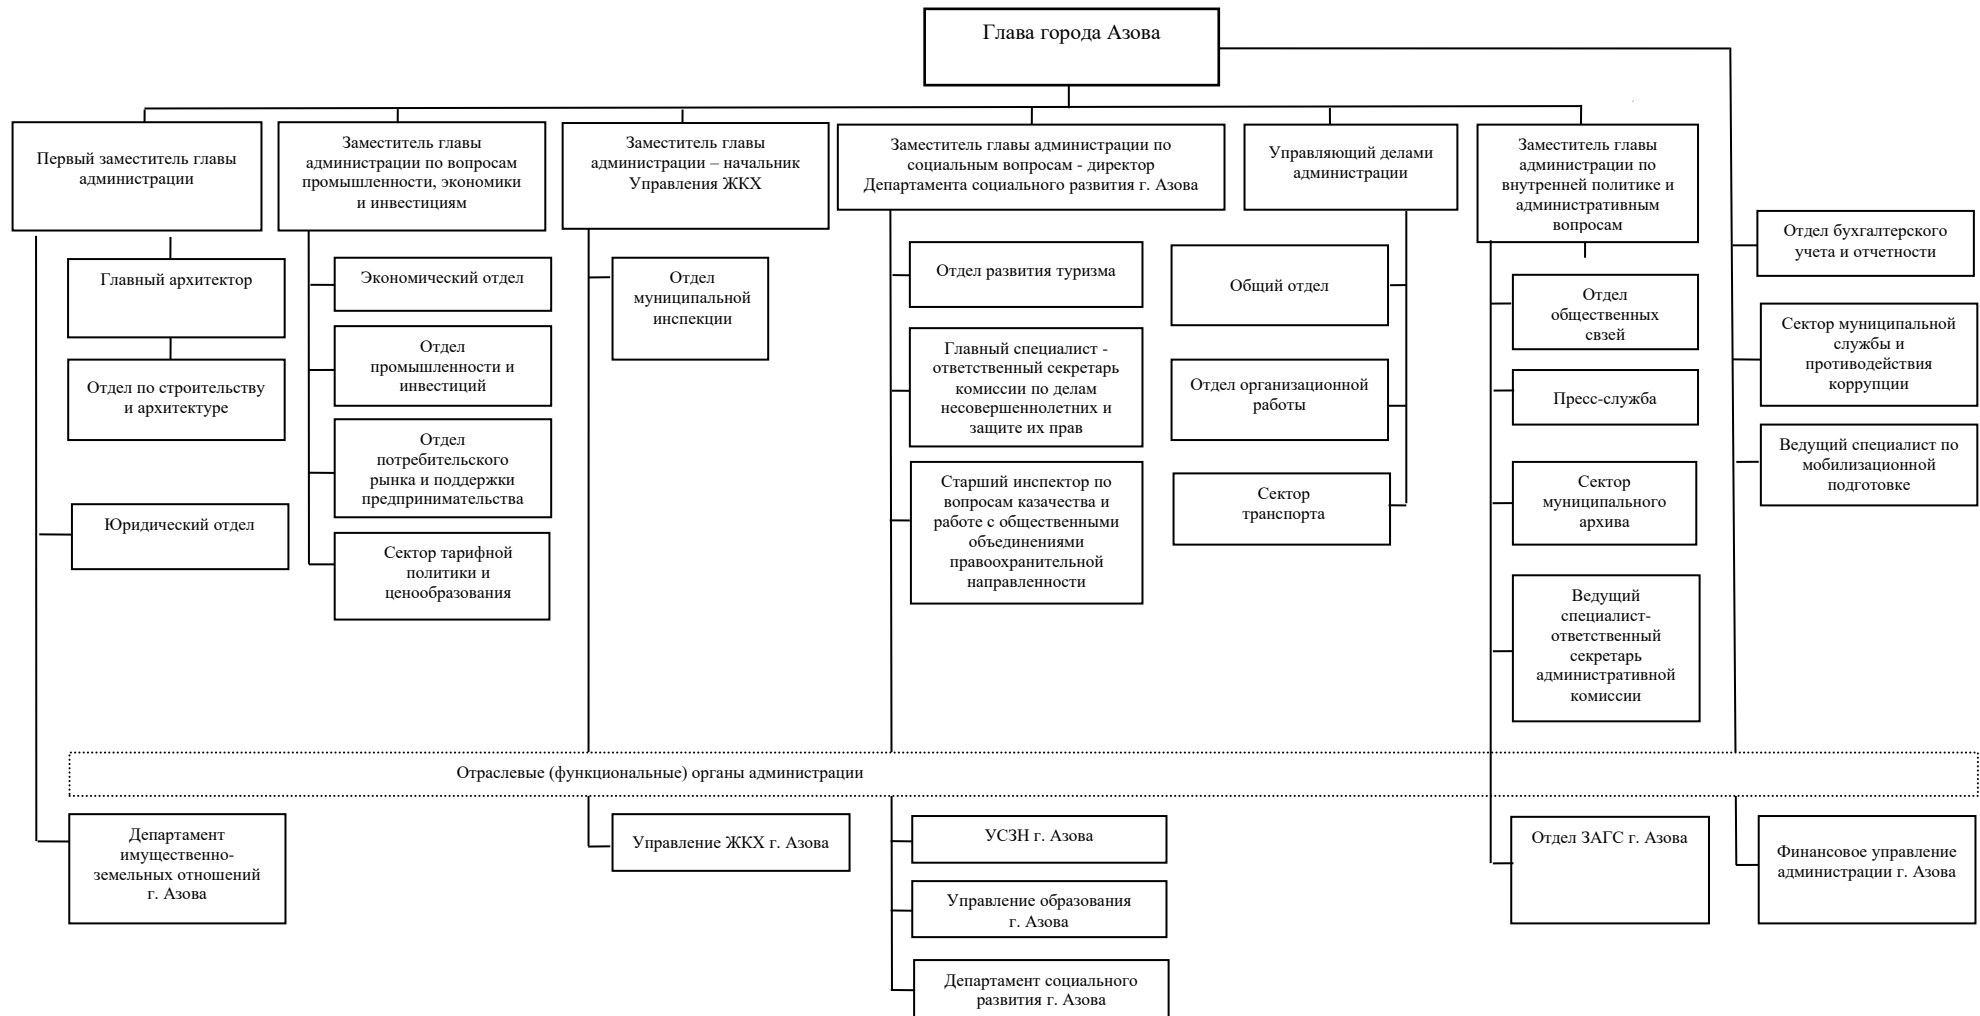 Глава города Азова
Первый заместитель главы
администрации
Заместитель главы
администрации по вопросам
промышленности, экономики
и инвестициям
Заместитель главы
администрации – начальник
Управления ЖКХ
Заместитель главы администрации по
социальным вопросам - директор
Департамента социального развития г. Азова
Управляющий делами
администрации
Заместитель главы
администрации по
внутренней политике и
административным
вопросам
Главный архитектор
Отдел по строительству
и архитектуре
Юридический отдел
Экономический отдел
Отдел
промышленности и
инвестиций
Отдел
потребительского
рынка и поддержки
предпринимательства
Сектор тарифной
политики и
ценообразования
Отдел
муниципальной
инспекции
Отдел развития туризма
Главный специалист -
ответственный секретарь
комиссии по делам
несовершеннолетних и
защите их прав
Старший инспектор по
вопросам казачества и
работе с общественными
объединениями
правоохранительной
направленности
Общий отдел
Отдел организационной
работы
Сектор
транспорта
Отдел
общественных
свзей
Пресс-служба
Сектор
муниципального
архива
Ведущий
специалист-
ответственный
секретарь
административной
комиссии
Отдел бухгалтерского
учета и отчетности
Сектор муниципальной
службы и
противодействия
коррупции
Ведущий специалист по
мобилизационной
подготовке
Отраслевые (функциональные) органы администрации
Департамент
имущественно-
земельных отношений
г. Азова
Управление ЖКХ г. Азова
УСЗН г. Азова
Управление образования
г. Азова
Департамент социального
развития г. Азова
Отдел ЗАГС г. Азова
Финансовое управление
администрации г. Азова